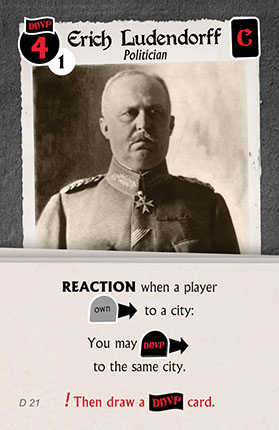 DNVP
4
1
Erich Ludendorff
C
Politician
REACTION when a player
OWN to a city:
You may DNVP
to the same city.
D 21
! Then draw a DNVP card.